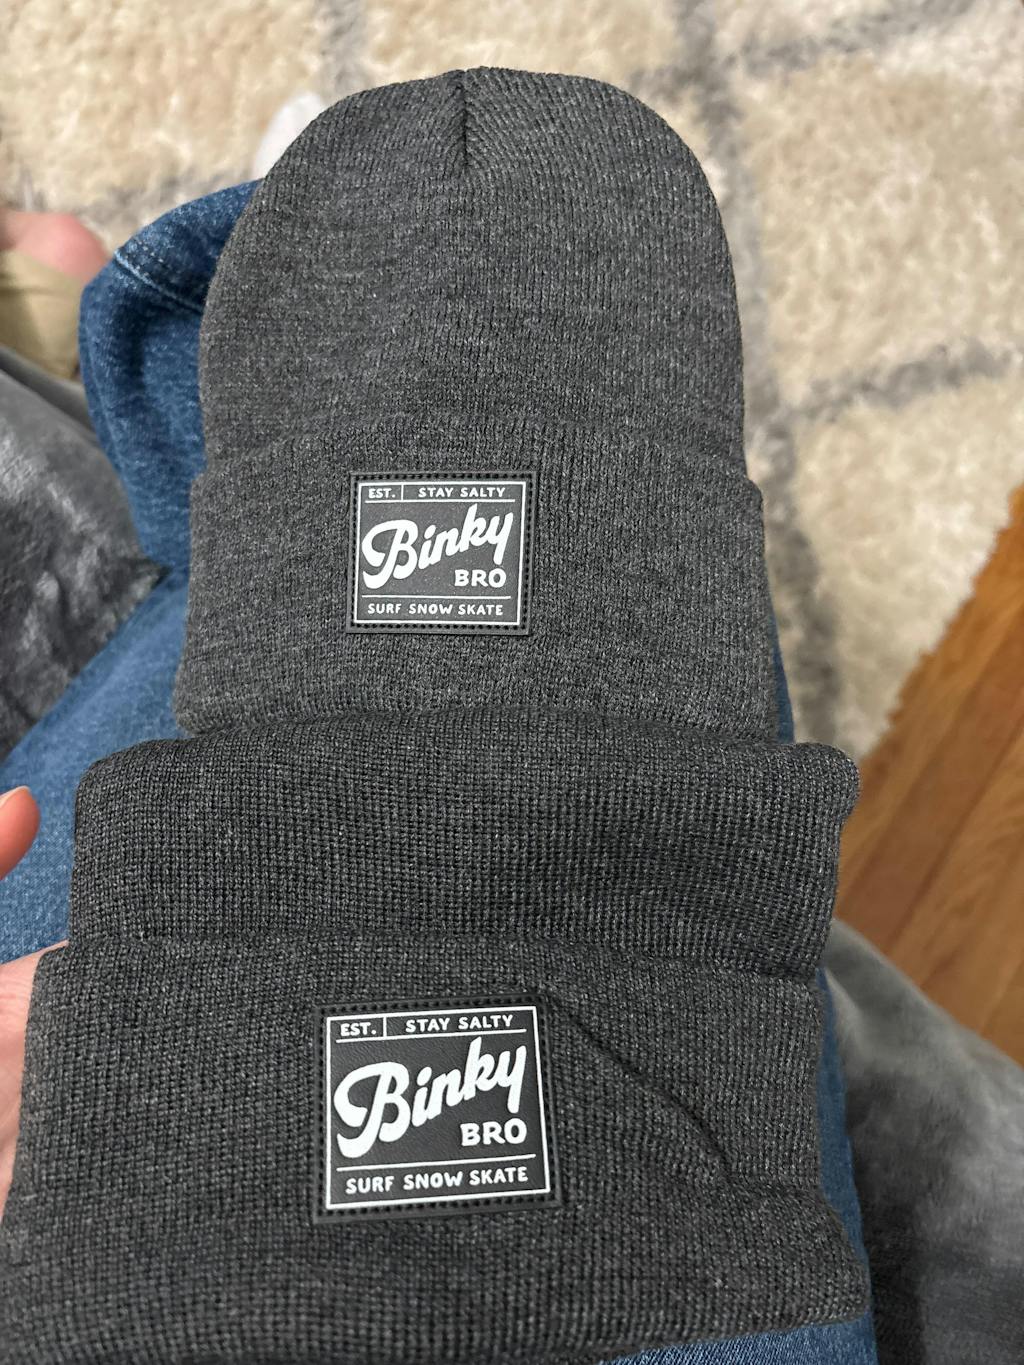 EST. STAY SALTY
Binky
BRO
SURF SNOW SKATE
EST. STAY SALTY
Binky
BRO
SURF SNOW SKATE